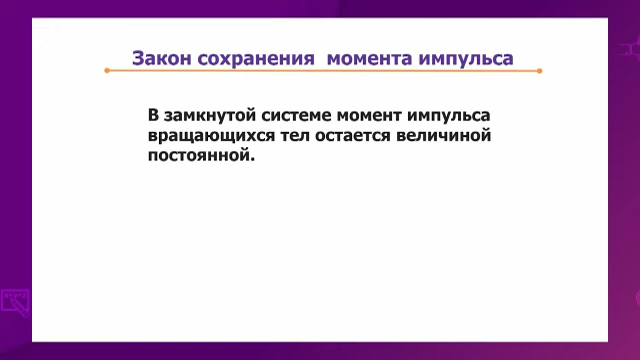 Закон сохранения момента импульса
В замкнутой системе момент импульса
вращающихся тел остается величиной
постоянной.